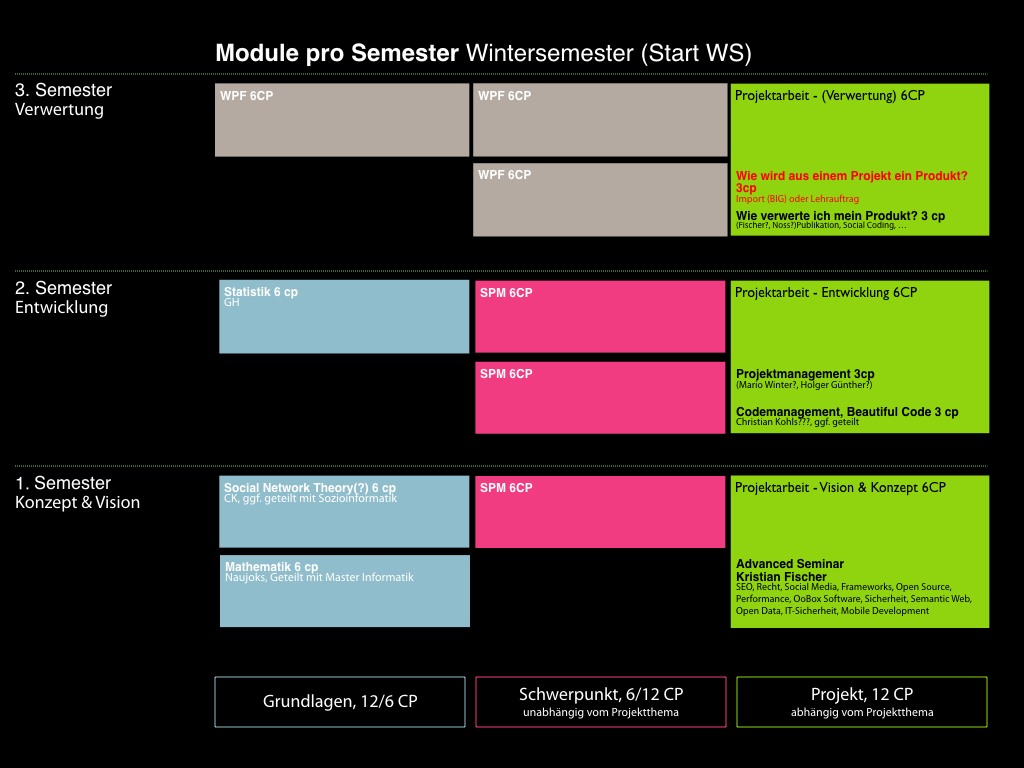 Module pro Semester Wintersemester (Start WS)
3. Semester
Verwertung
WPF 6CP
WPF 6CP
WPF 6CP
Projektarbeit - (Verwertung) 6CP
Wie wird aus einem Projekt ein Produkt?
3cp
Import (BIG) oder Lehrauftrag
Wie verwerte ich mein Produkt? 3 cp
(Fischer?, Noss?)Publikation, Social Coding, …
2. Semester
Entwicklung
Statistik 6 cp
GH
SPM 6CP
SPM 6CP
Projektarbeit - Entwicklung 6CP
Projektmanagement 3cp
(Mario Winter?, Holger Günther?)
Codemanagement, Beautiful Code 3 cp
Christian Kohls???, ggf. geteilt
1. Semester
Konzept & Vision
Social Network Theory(?) 6 cp
CK, ggf. geteilt mit Sozioinformatik
Mathematik 6 cp
Naujoks, Geteilt mit Master Informatik
SPM 6CP
Projektarbeit - Vision & Konzept 6CP
Advanced Seminar
Kristian Fischer
SEO, Recht, Social Media, Frameworks, Open Source,
Performance, OoBox Software, Sicherheit, Semantic Web,
Open Data, IT-Sicherheit, Mobile Development
Grundlagen, 12/6 CP
Schwerpunkt, 6/12 CP
unabhängig vom Projektthema
Projekt, 12 CP
abhängig vom Projektthema